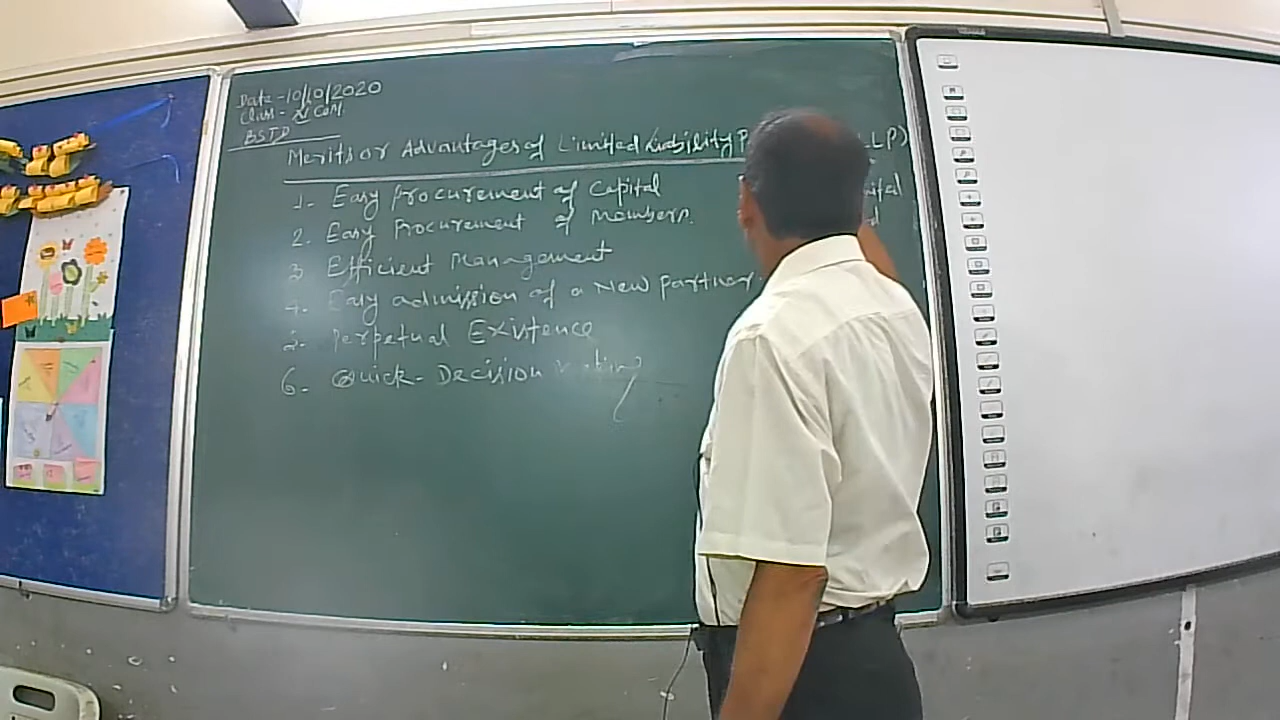 Date - 10/10/2020
Class - XI COM
BSTD
Merits or Advantages of Limited Liability P LLP)
1- Easy Procurement of Capital
2. Easy Procurement of Members.
3 Efficient Management
4. Easy admission of a New partner.
5. Perpetual Existence
6. Quick- Decision